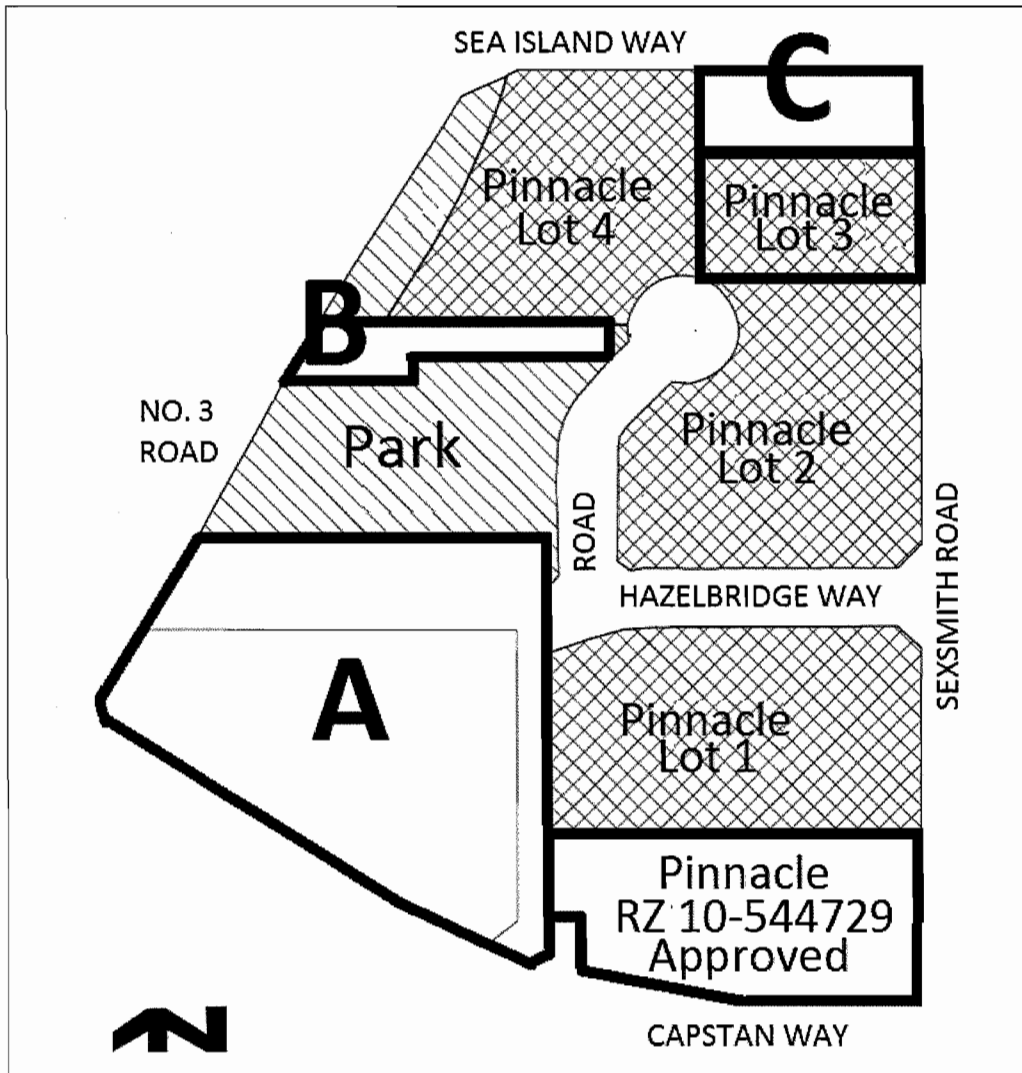 SEA ISLAND WAY
C
Pinnacle
Lot 4
Pinnacle
Lot 3
B
NO. 3
ROAD
Park
Pinnacle
Lot 2
ROAD
HAZELBRIDGE WAY
SEXSMITH ROAD
A
Pinnacle
Lot 1
Pinnacle
RZ 10-544729
Approved
CAPSTAN WAY
Z